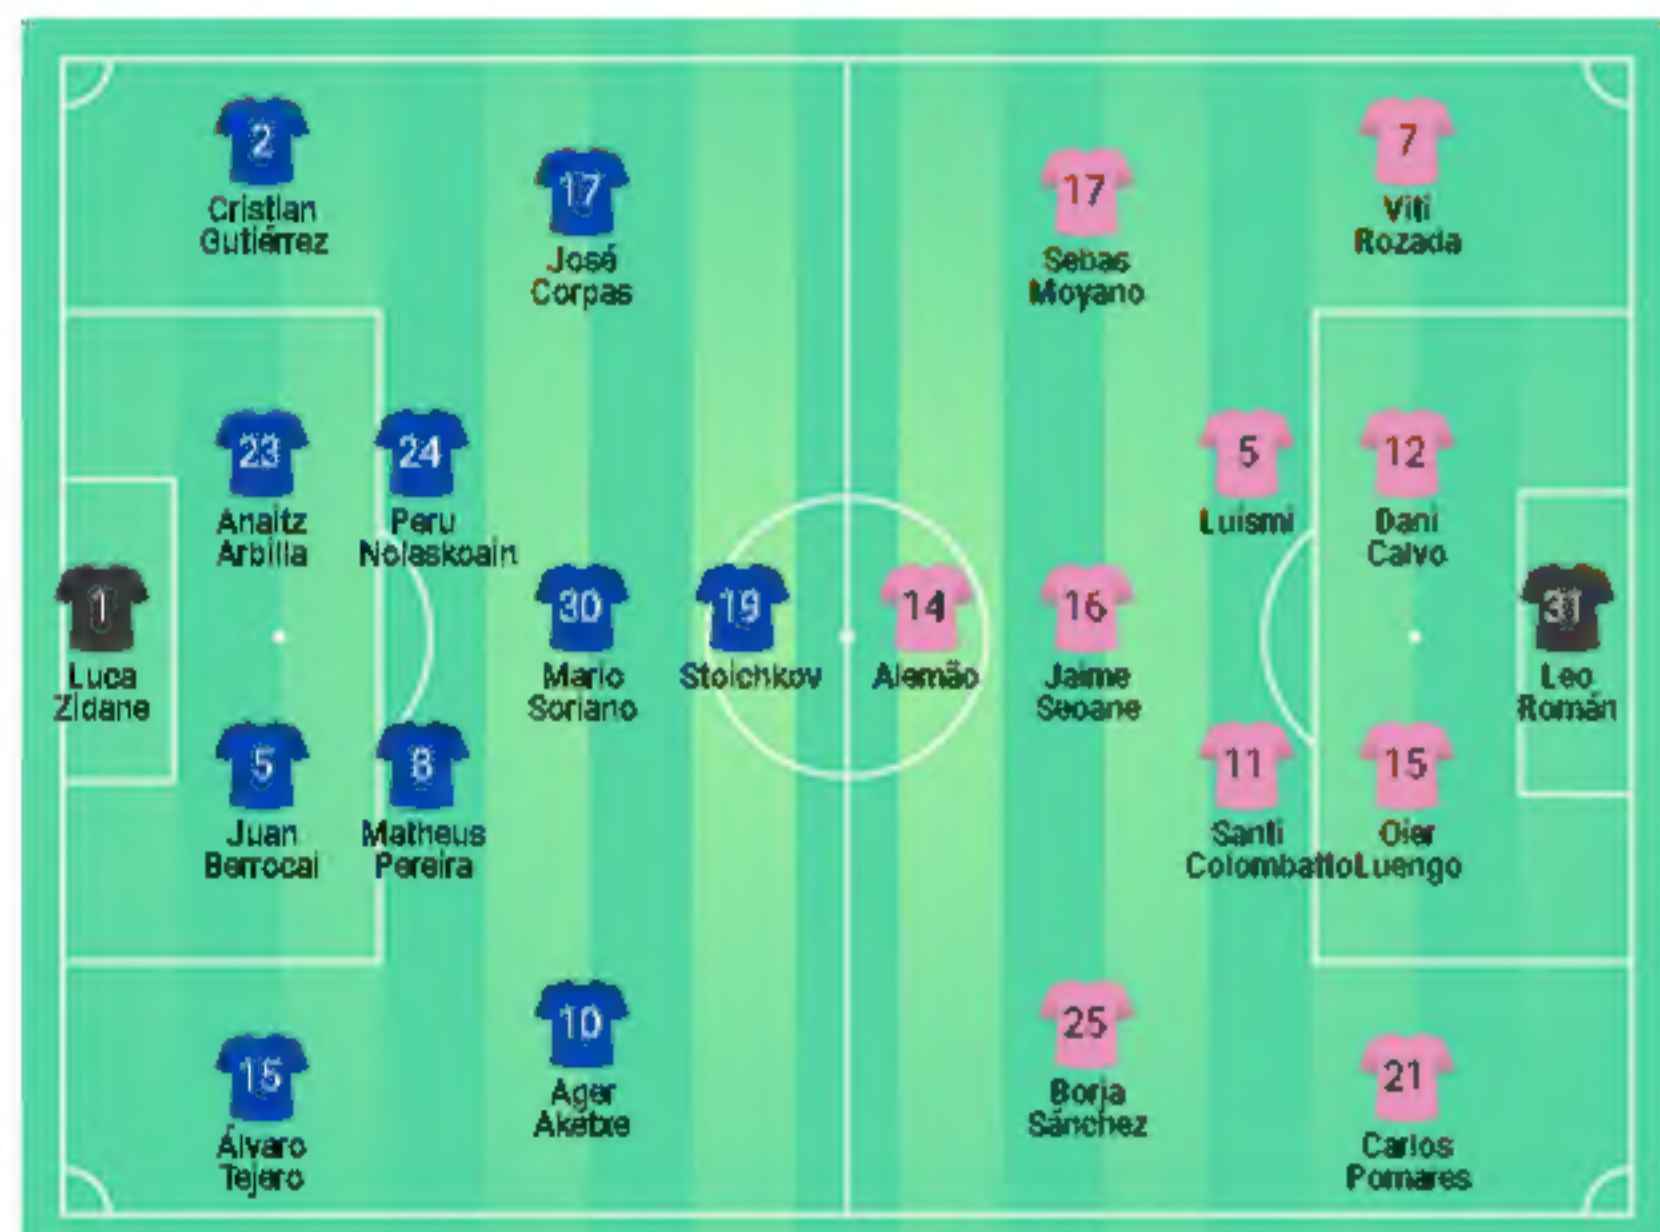 2
Cristian
Gutiérrez
17
José
Corpas
17
Sebas
Moyano
7
Viti
Rozada
23
Anaitz
Arbilla
24
Peru
Nolaskoain
5
Luismi
12
Dani
Calvo
1
Luca
Zidane
30
Mario
Soriano
19
Stoichkov
14
Alemão
16
Jaime
Seoane
31
Leo
Román
5
Juan
Berrocal
8
Matheus
Pereira
11
Santi
Colombatto
15
Oier
Luengo
15
Álvaro
Tejero
10
Ager
Aketxe
25
Borja
Sánchez
21
Carlos
Pomares